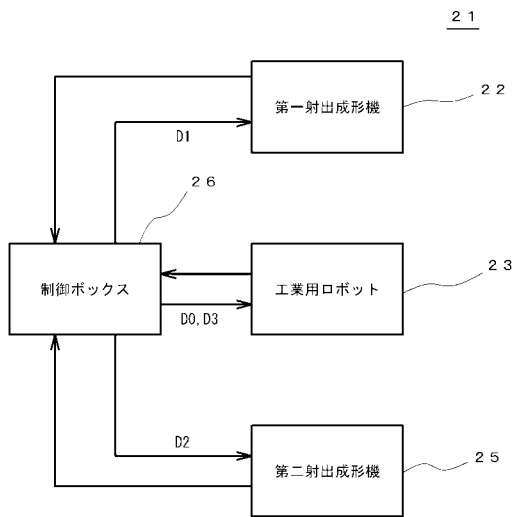 ２１
第一射出成形機
２２
D1
２６
制御ボックス
工業用ロボット
２３
D0, D3
D2
第二射出成形機
２５